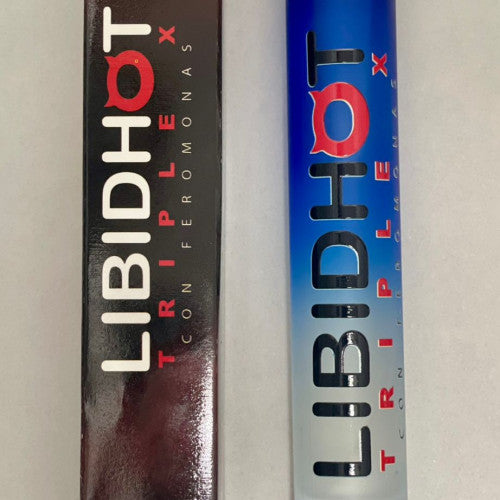 LIBIDHOT
TRIPLEX
CON FEROMONAS
LIBIDHOT
TRIPLEX
CON FEROMONAS